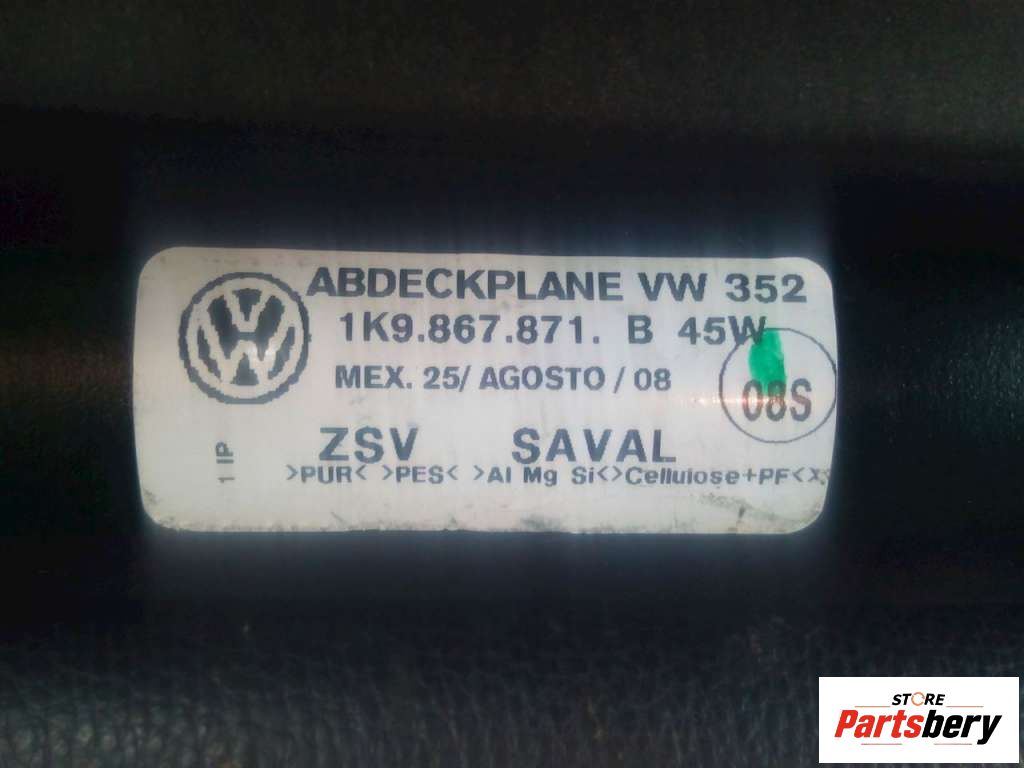 ABDECKPLANE VW 352
1K9.867.871. B 45W
MEX. 25/ AGOSTO / 08
08S
ZSV SAVAL
1 IP
>PUR< >PES< >Al Mg Si<>Cellulose+PF<
STORE
Partsbery